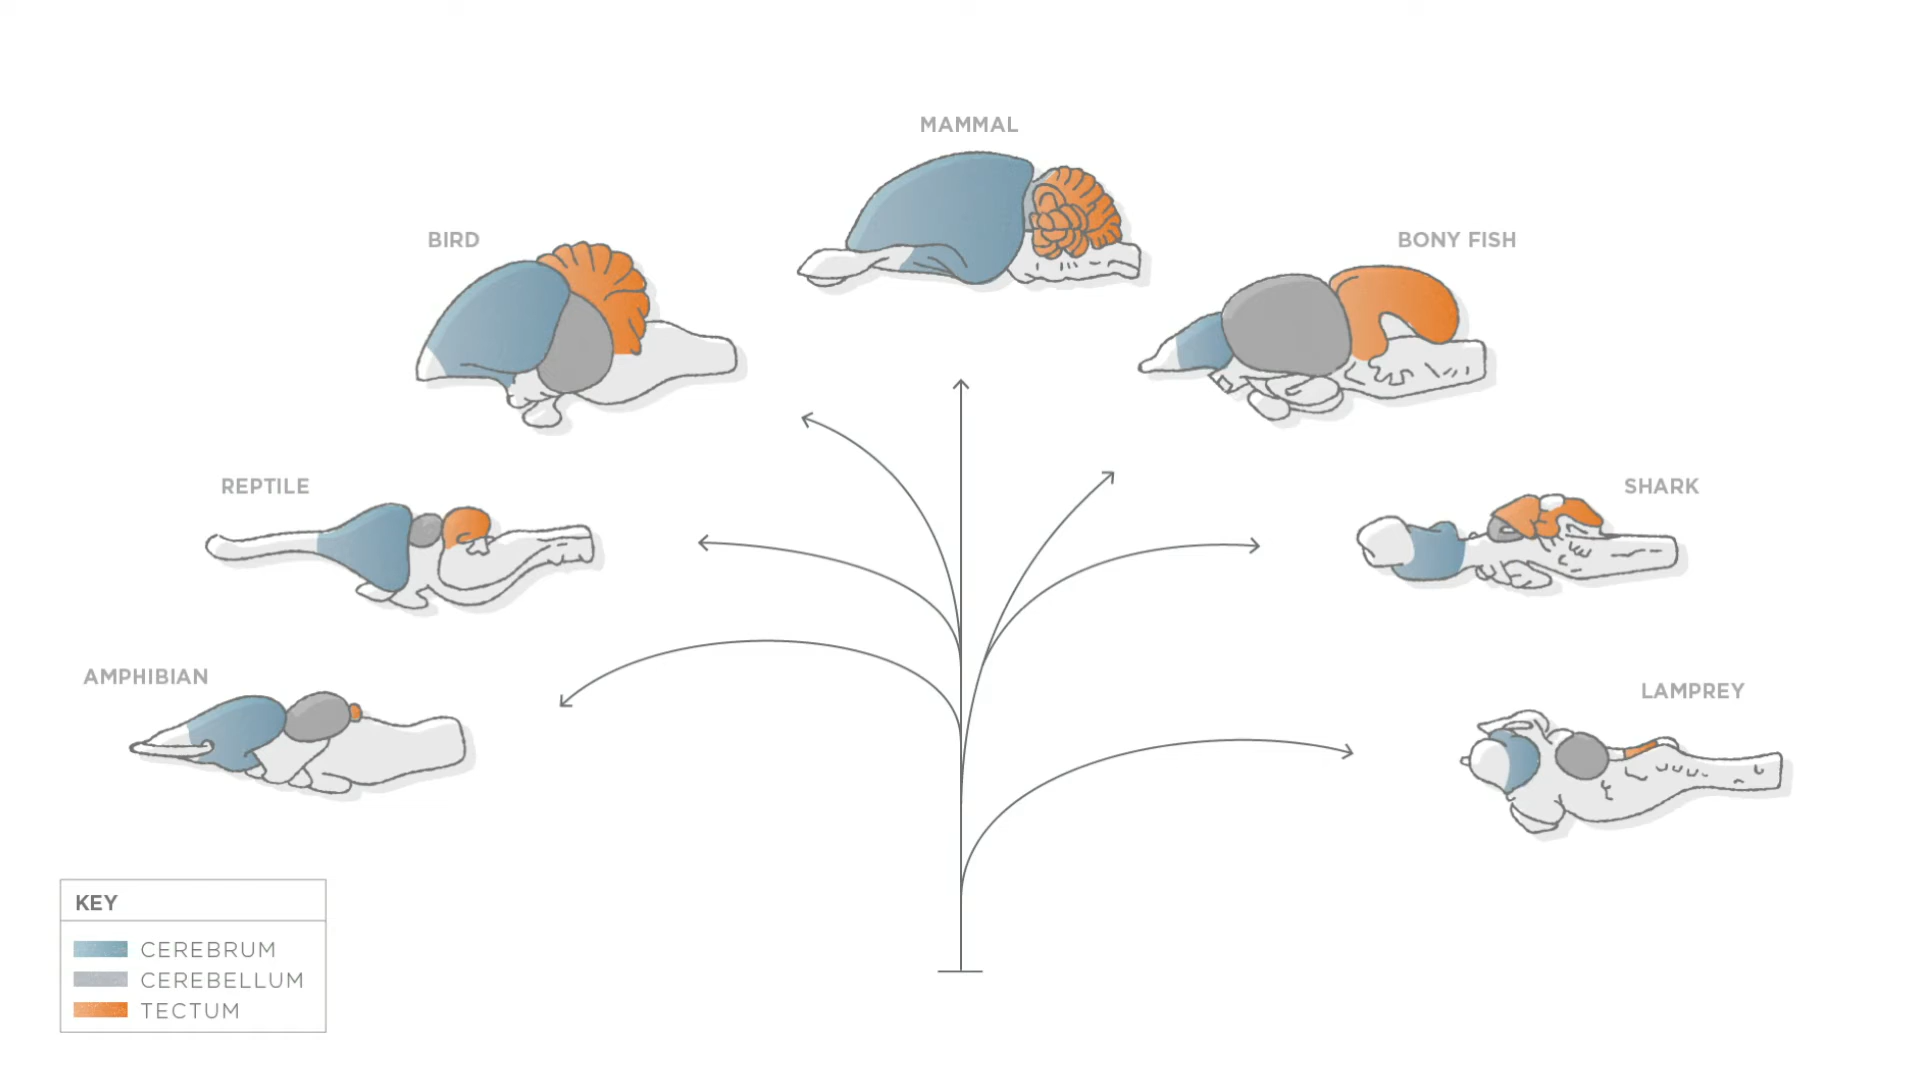 MAMMAL
BIRD
BONY FISH
REPTILE
SHARK
AMPHIBIAN
LAMPREY
KEY
CEREBRUM
CEREBELLUM
TECTUM